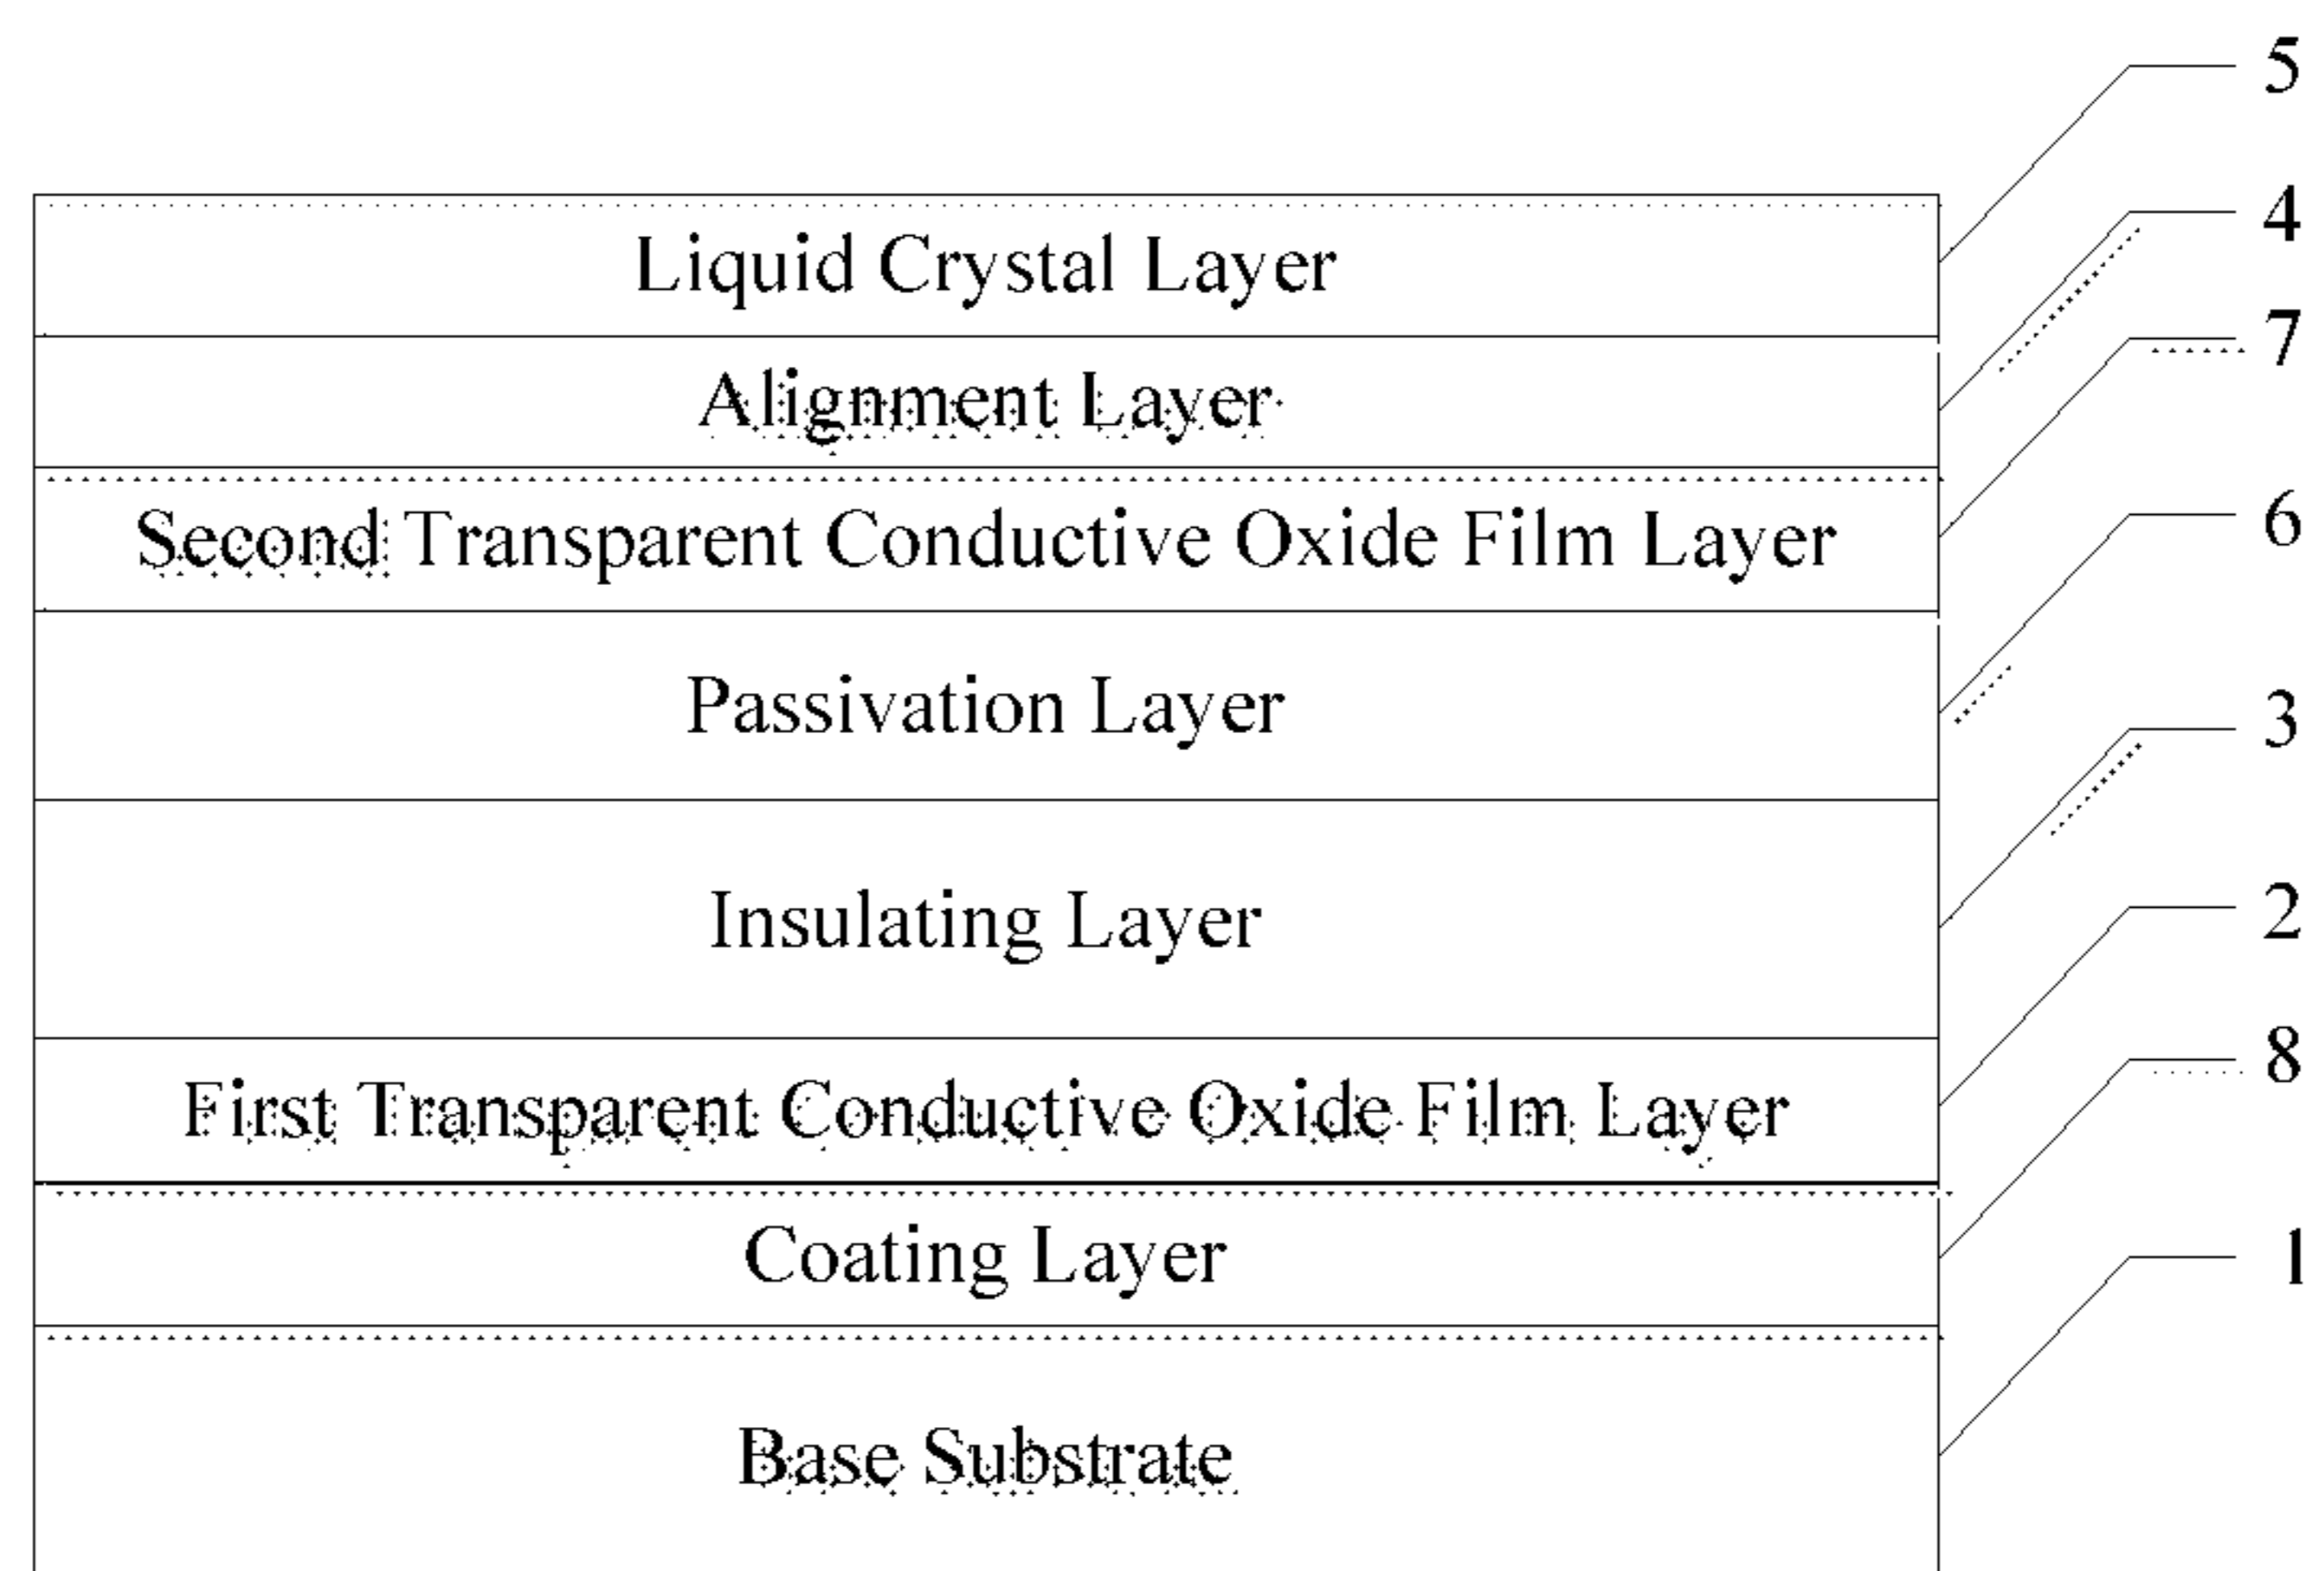 5
Liquid Crystal Layer
4
Alignment Layer
7
Second Transparent Conductive Oxide Film Layer
6
Passivation Layer
3
Insulating Layer
2
First Transparent Conductive Oxide Film Layer
8
Coating Layer
1
Base Substrate